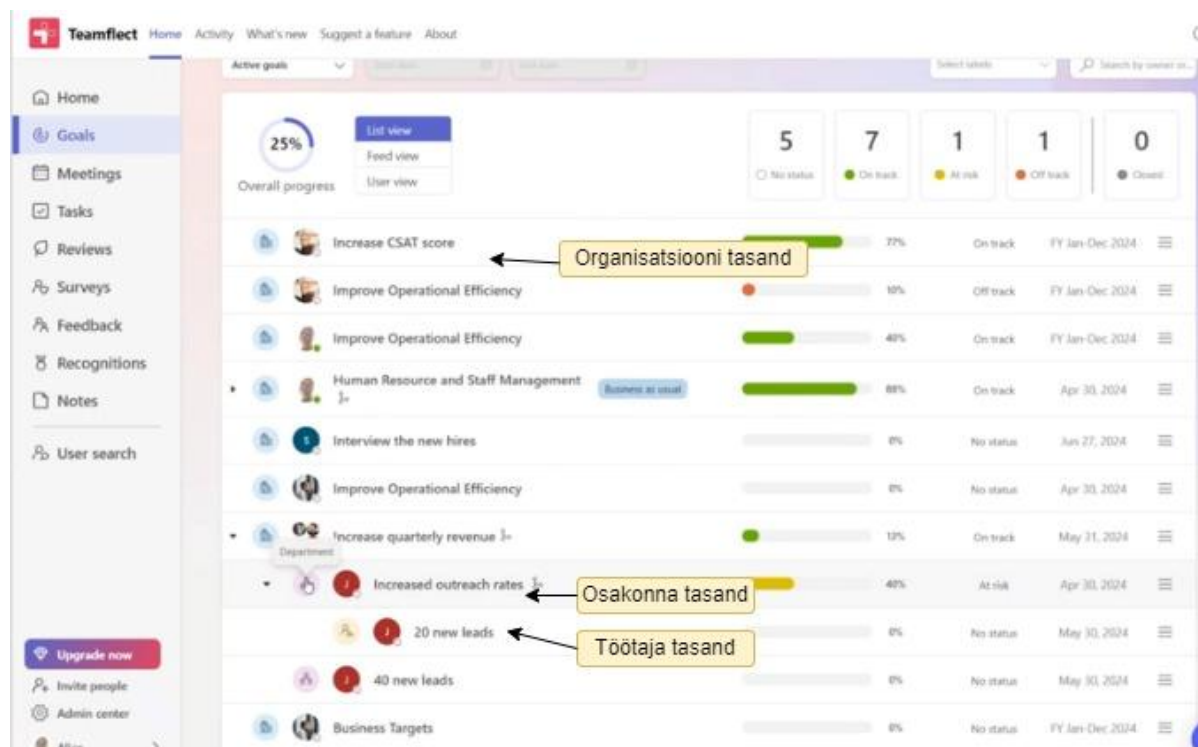 Teamflect Home Activity What's new Suggest a feature About
Active goals Select labels Search by owner or...
Home
Goals
Meetings
Tasks
Reviews
Surveys
Feedback
Recognitions
Notes
User search
Upgrade now
Invite people
Admin center
25%
Overall progress
List view
Feed view
User view
5 No status
7 On track
1 At risk
1 Off track
0 Closed
Increase CSAT score 77% On track FY Jan-Dec 2024
Organisatsiooni tasand
Improve Operational Efficiency 10% Off track FY Jan-Dec 2024
Improve Operational Efficiency 40% On track FY Jan-Dec 2024
Human Resource and Staff Management Business as usual 88% On track Apr 30, 2024
S Interview the new hires 0% No status Jun 27, 2024
Improve Operational Efficiency 0% No status Apr 30, 2024
Increase quarterly revenue 13% On track May 31, 2024
Department
J Increased outreach rates 40% At risk Apr 30, 2024
Osakonna tasand
J 20 new leads 0% No status May 30, 2024
Töötaja tasand
J 40 new leads 0% No status May 30, 2024
Business Targets 0% No status FY Jan-Dec 2024